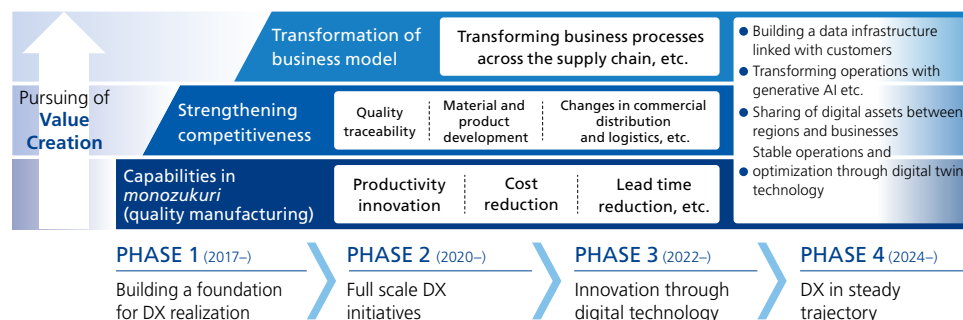 Pursuing of
Value
Creation
Transformation of
business model
Transforming business processes
across the supply chain, etc.
Strengthening
competitiveness
Quality
traceability
Material and
product
development
Changes in commercial
distribution
and logistics, etc.
Capabilities in
monozukuri
(quality manufacturing)
Productivity
innovation
Cost
reduction
Lead time
reduction, etc.
● Building a data infrastructure
linked with customers
● Transforming operations with
generative AI etc.
● Sharing of digital assets between
regions and businesses
Stable operations and
● optimization through digital twin
technology
PHASE 1 (2017–)
Building a foundation
for DX realization
PHASE 2 (2020–)
Full scale DX
initiatives
PHASE 3 (2022–)
Innovation through
digital technology
PHASE 4 (2024–)
DX in steady
trajectory